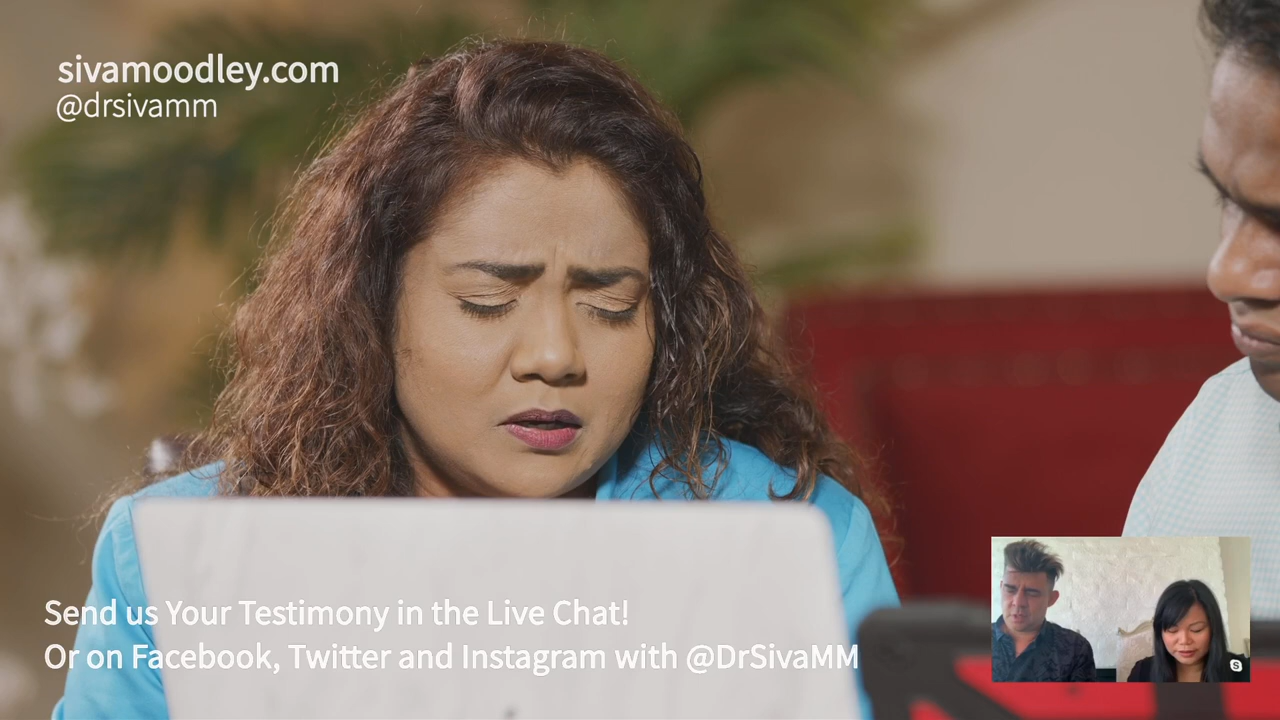 sivamoodley.com
@drsivamm
Send us Your Testimony in the Live Chat!
Or on Facebook, Twitter and Instagram with @DrSivaMM